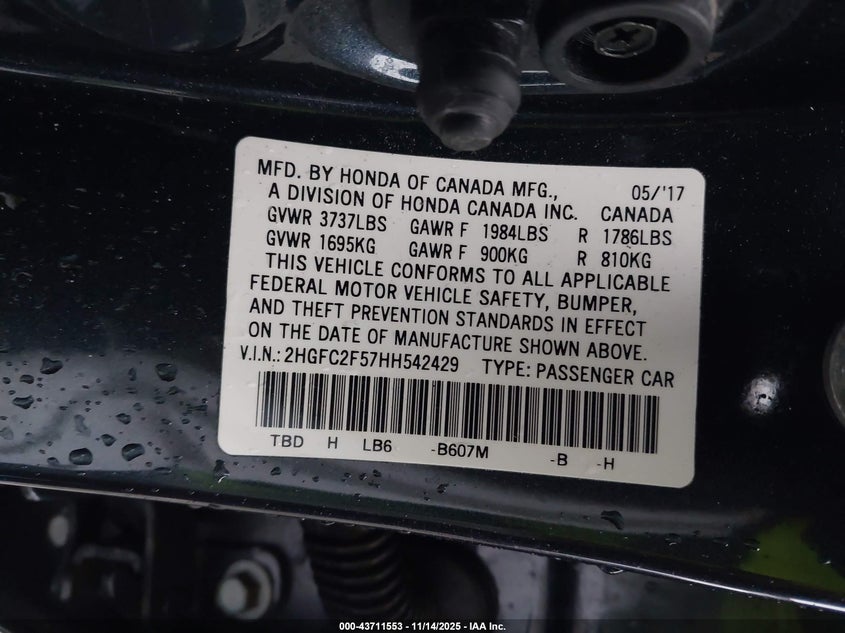 MFD. BY HONDA OF CANADA MFG., 05/'17
A DIVISION OF HONDA CANADA INC. CANADA
GVWR 3737LBS GAWR F 1984LBS R 1786LBS
GVWR 1695KG GAWR F 900KG R 810KG
THIS VEHICLE CONFORMS TO ALL APPLICABLE
FEDERAL MOTOR VEHICLE SAFETY, BUMPER,
AND THEFT PREVENTION STANDARDS IN EFFECT
ON THE DATE OF MANUFACTURE SHOWN ABOVE.
V.I.N.: 2HGFC2F57HH542429 TYPE: PASSENGER CAR
TBD H LB6 -B607M -B -H
000-43711553 - 11/14/2025 - IAA Inc.